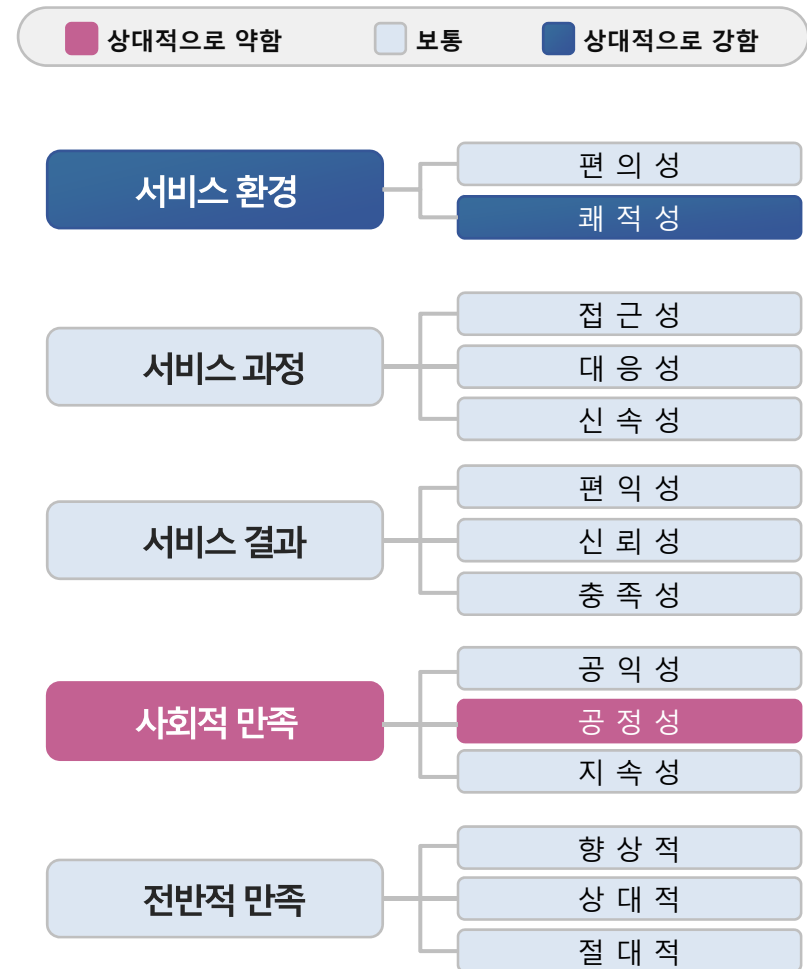 상대적으로 약함 보통 상대적으로 강함
서비스 환경
편의성
쾌적성
서비스 과정
접근성
대응성
신속성
서비스 결과
편익성
신뢰성
충족성
사회적 만족
공익성
공정성
지속성
전반적 만족
향상적
상대적
절대적